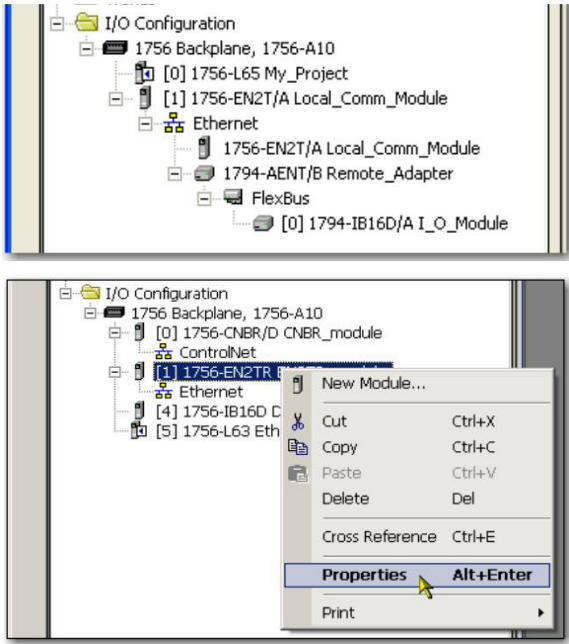 I/O Configuration
1756 Backplane, 1756-A10
[0] 1756-L65 My_Project
[1] 1756-EN2T/A Local_Comm_Module
Ethernet
1756-EN2T/A Local_Comm_Module
1794-AENT/B Remote_Adapter
FlexBus
[0] 1794-IB16D/A I_O_Module
I/O Configuration
1756 Backplane, 1756-A10
[0] 1756-CNBR/D CNBR_module
ControlNet
[1] 1756-EN2TR
Ethernet
[4] 1756-IB16D D
[5] 1756-L63 Eth
New Module...
Cut Ctrl+X
Copy Ctrl+C
Paste Ctrl+V
Delete Del
Cross Reference Ctrl+E
Properties Alt+Enter
Print